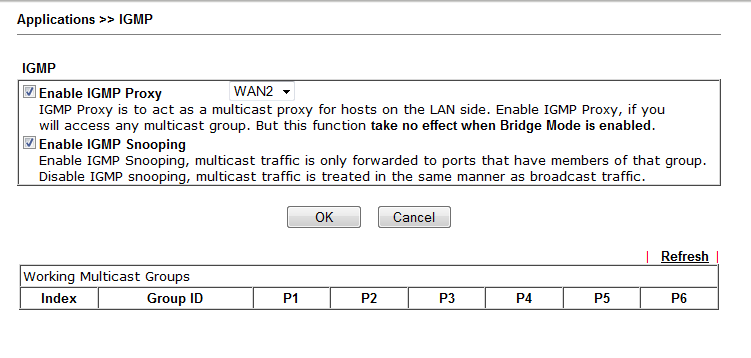 Applications >> IGMP
IGMP
Enable IGMP Proxy WAN2
IGMP Proxy is to act as a multicast proxy for hosts on the LAN side. Enable IGMP Proxy, if you
will access any multicast group. But this function take no effect when Bridge Mode is enabled.
Enable IGMP Snooping
Enable IGMP Snooping, multicast traffic is only forwarded to ports that have members of that group.
Disable IGMP snooping, multicast traffic is treated in the same manner as broadcast traffic.
OK Cancel
| Refresh |
Working Multicast Groups
Index Group ID P1 P2 P3 P4 P5 P6